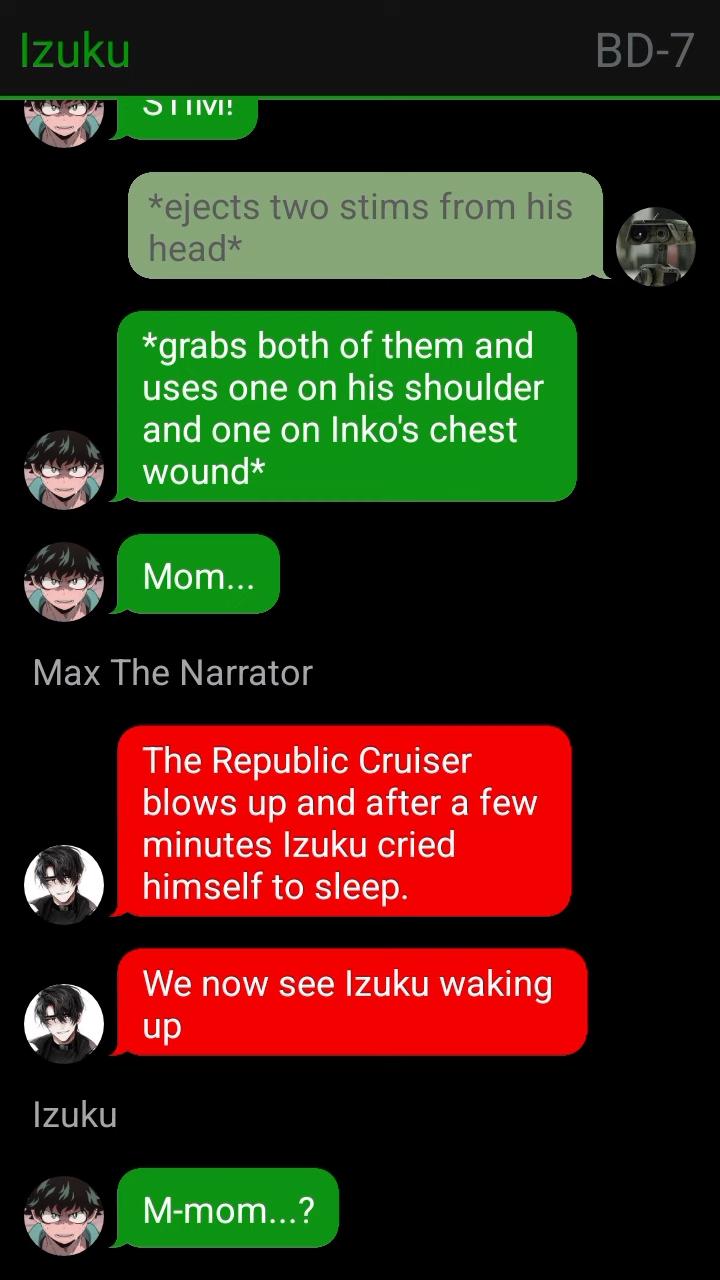 Izuku
BD-7
STIM!
*ejects two stims from his
head*
*grabs both of them and
uses one on his shoulder
and one on Inko's chest
wound*
Mom...
Max The Narrator
The Republic Cruiser
blows up and after a few
minutes Izuku cried
himself to sleep.
We now see Izuku waking
up
Izuku
M-mom...?